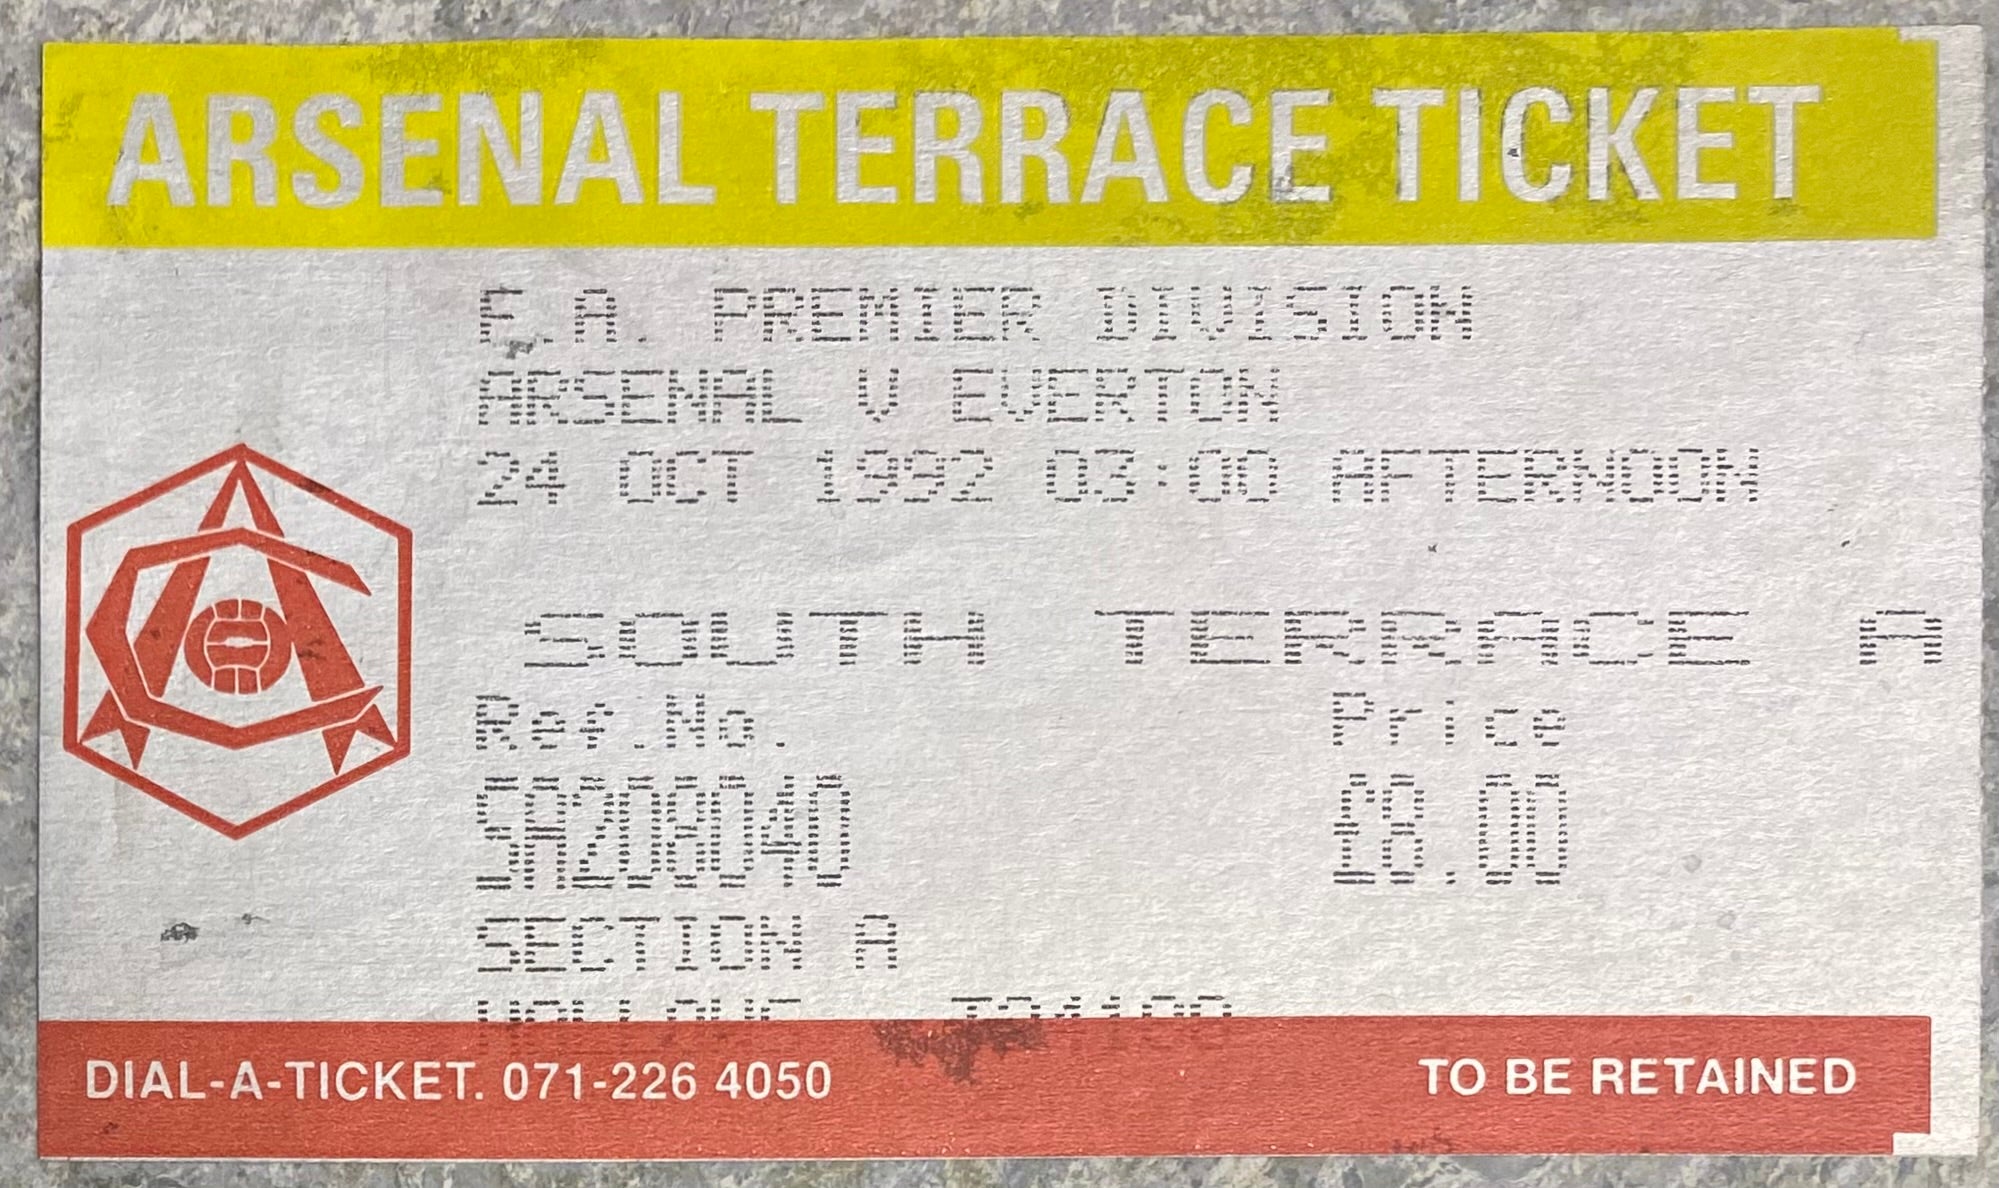 ARSENAL TERRACE TICKET
F.A. PREMIER DIVISION
ARSENAL V EVERTON
24 OCT 1992 03:00 AFTERNOON
SOUTH TERRACE A
Ref.No. Price
SA208040 £8.00
SECTION A
DIAL-A-TICKET. 071-226 4050 TO BE RETAINED